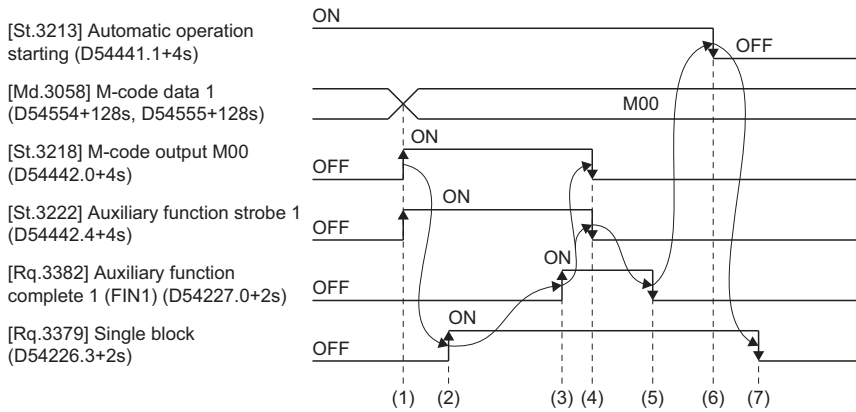 ON
[St.3213] Automatic operation
starting (D54441.1+4s)
OFF
[Md.3058] M-code data 1
(D54554+128s, D54555+128s)
M00
ON
[St.3218] M-code output M00
(D54442.0+4s)
OFF
ON
[St.3222] Auxiliary function strobe 1
(D54442.4+4s)
OFF
ON
[Rq.3382] Auxiliary function
complete 1 (FIN1) (D54227.0+2s)
OFF
ON
[Rq.3379] Single block
(D54226.3+2s)
OFF
(1) (2) (3) (4) (5) (6) (7)